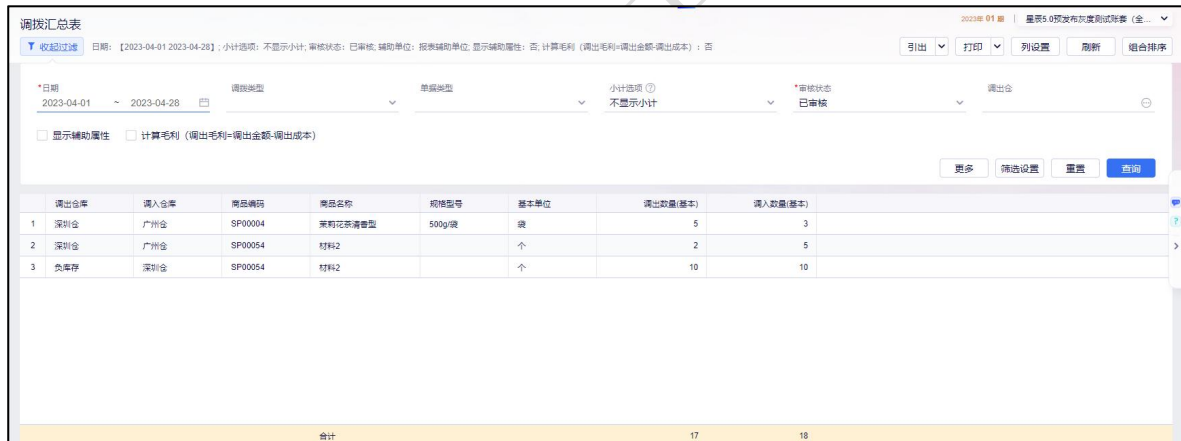 调拨汇总表 2023年 01 期 | 星辰5.0预发布灰度测试账套（全...
收起过滤 日期: 【2023-04-01 2023-04-28】; 小计选项: 不显示小计; 审核状态: 已审核; 辅助单位: 报表辅助单位; 显示辅助属性: 否; 计算毛利（调出毛利=调出金额-调出成本）: 否 引出 打印 列设置 刷新 组合排序
*日期 调拨类型 单据类型 小计选项 *审核状态 调出仓
2023-04-01 ~ 2023-04-28 不显示小计 已审核
显示辅助属性 计算毛利（调出毛利=调出金额-调出成本）
更多 筛选设置 重置 查询
调出仓库 调入仓库 商品编码 商品名称 规格型号 基本单位 调出数量(基本) 调入数量(基本)
1 深圳仓 广州仓 SP00004 茉莉花茶清香型 500g/袋 袋 5 3
2 深圳仓 广州仓 SP00054 材料2 个 2 5
3 负库存 深圳仓 SP00054 材料2 个 10 10
合计 17 18